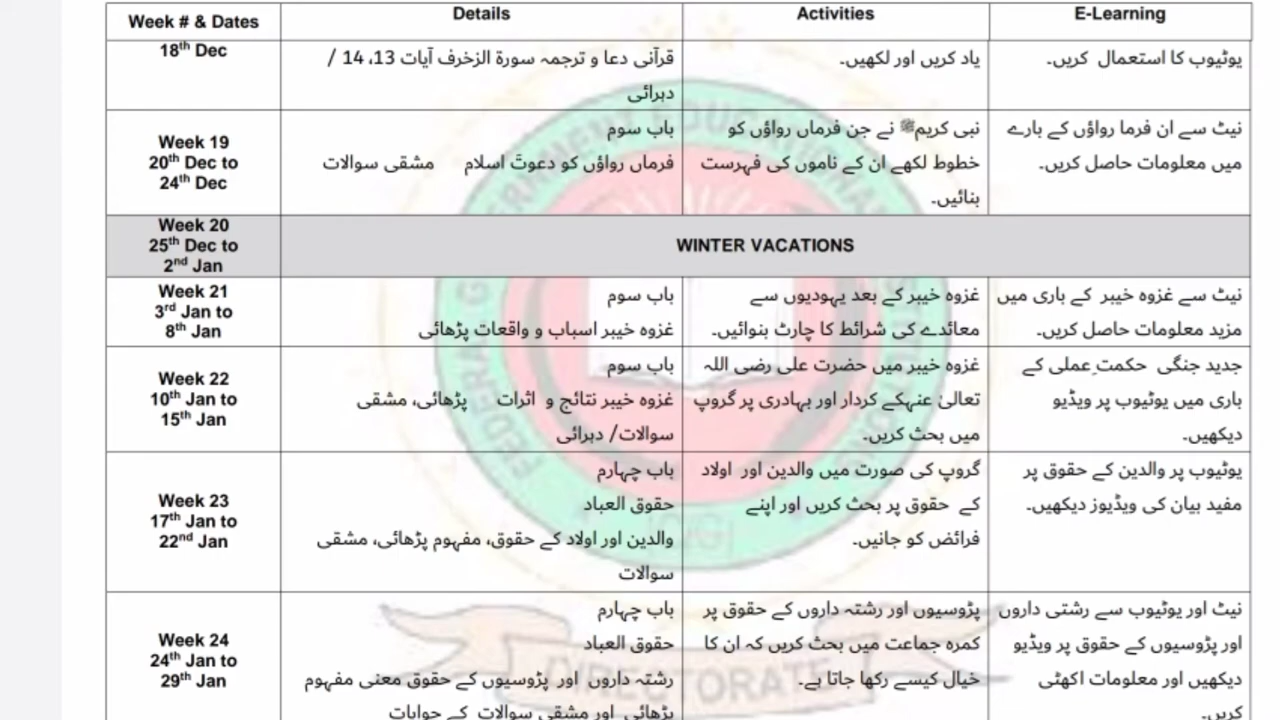 Week # & Dates
Details
Activities
E-Learning
18th Dec
قرآنی دعا و ترجمہ سورۃ الزخرف آیات 13، 14 /
دہرائی
یاد کریں اور لکھیں۔
یوٹیوب کا استعمال کریں۔
Week 19
20th Dec to
24th Dec
باب سوم
فرماں رواؤں کو دعوتِ اسلام مشقی سوالات
نبی کریمﷺ نے جن فرماں رواؤں کو
خطوط لکھے ان کے ناموں کی فہرست
بنائیں۔
نیٹ سے ان فرما رواؤں کے بارے
میں معلومات حاصل کریں۔
Week 20
25th Dec to
2nd Jan
WINTER VACATIONS
Week 21
3rd Jan to
8th Jan
باب سوم
غزوہ خیبر اسباب و واقعات پڑھائی
غزوہ خیبر کے بعد یہودیوں سے
معائدے کی شرائط کا چارٹ بنوائیں۔
نیٹ سے غزوہ خیبر کے باری میں
مزید معلومات حاصل کریں۔
Week 22
10th Jan to
15th Jan
باب سوم
غزوہ خیبر نتائج و اثرات پڑھائی، مشقی
سوالات/ دہرائی
غزوہ خیبر میں حضرت علی رضی اللہ
تعالیٰ عنہکے کردار اور بہادری پر گروپ
میں بحث کریں۔
جدید جنگی حکمتِ عملی کے
باری میں یوٹیوب پر ویڈیو
دیکھیں۔
Week 23
17th Jan to
22nd Jan
باب چہارم
حقوق العباد
والدین اور اولاد کے حقوق، مفہوم پڑھائی، مشقی
سوالات
گروپ کی صورت میں والدین اور اولاد
کے حقوق پر بحث کریں اور اپنے
فرائض کو جانیں۔
یوٹیوب پر والدین کے حقوق پر
مفید بیان کی ویڈیوز دیکھیں۔
Week 24
24th Jan to
29th Jan
باب چہارم
حقوق العباد
رشتہ داروں اور پڑوسیوں کے حقوق معنی مفہوم
پڑھائی اور مشقی سوالات کے جوابات
پڑوسیوں اور رشتہ داروں کے حقوق پر
کمرہ جماعت میں بحث کریں کہ ان کا
خیال کیسے رکھا جاتا ہے۔
نیٹ اور یوٹیوب سے رشتی داروں
اور پڑوسیوں کے حقوق پر ویڈیو
دیکھیں اور معلومات اکھٹی
کریں۔
FEDERAL GOVERNMENT EDUCATIONAL INSTITUTIONS
DIRECTORATE